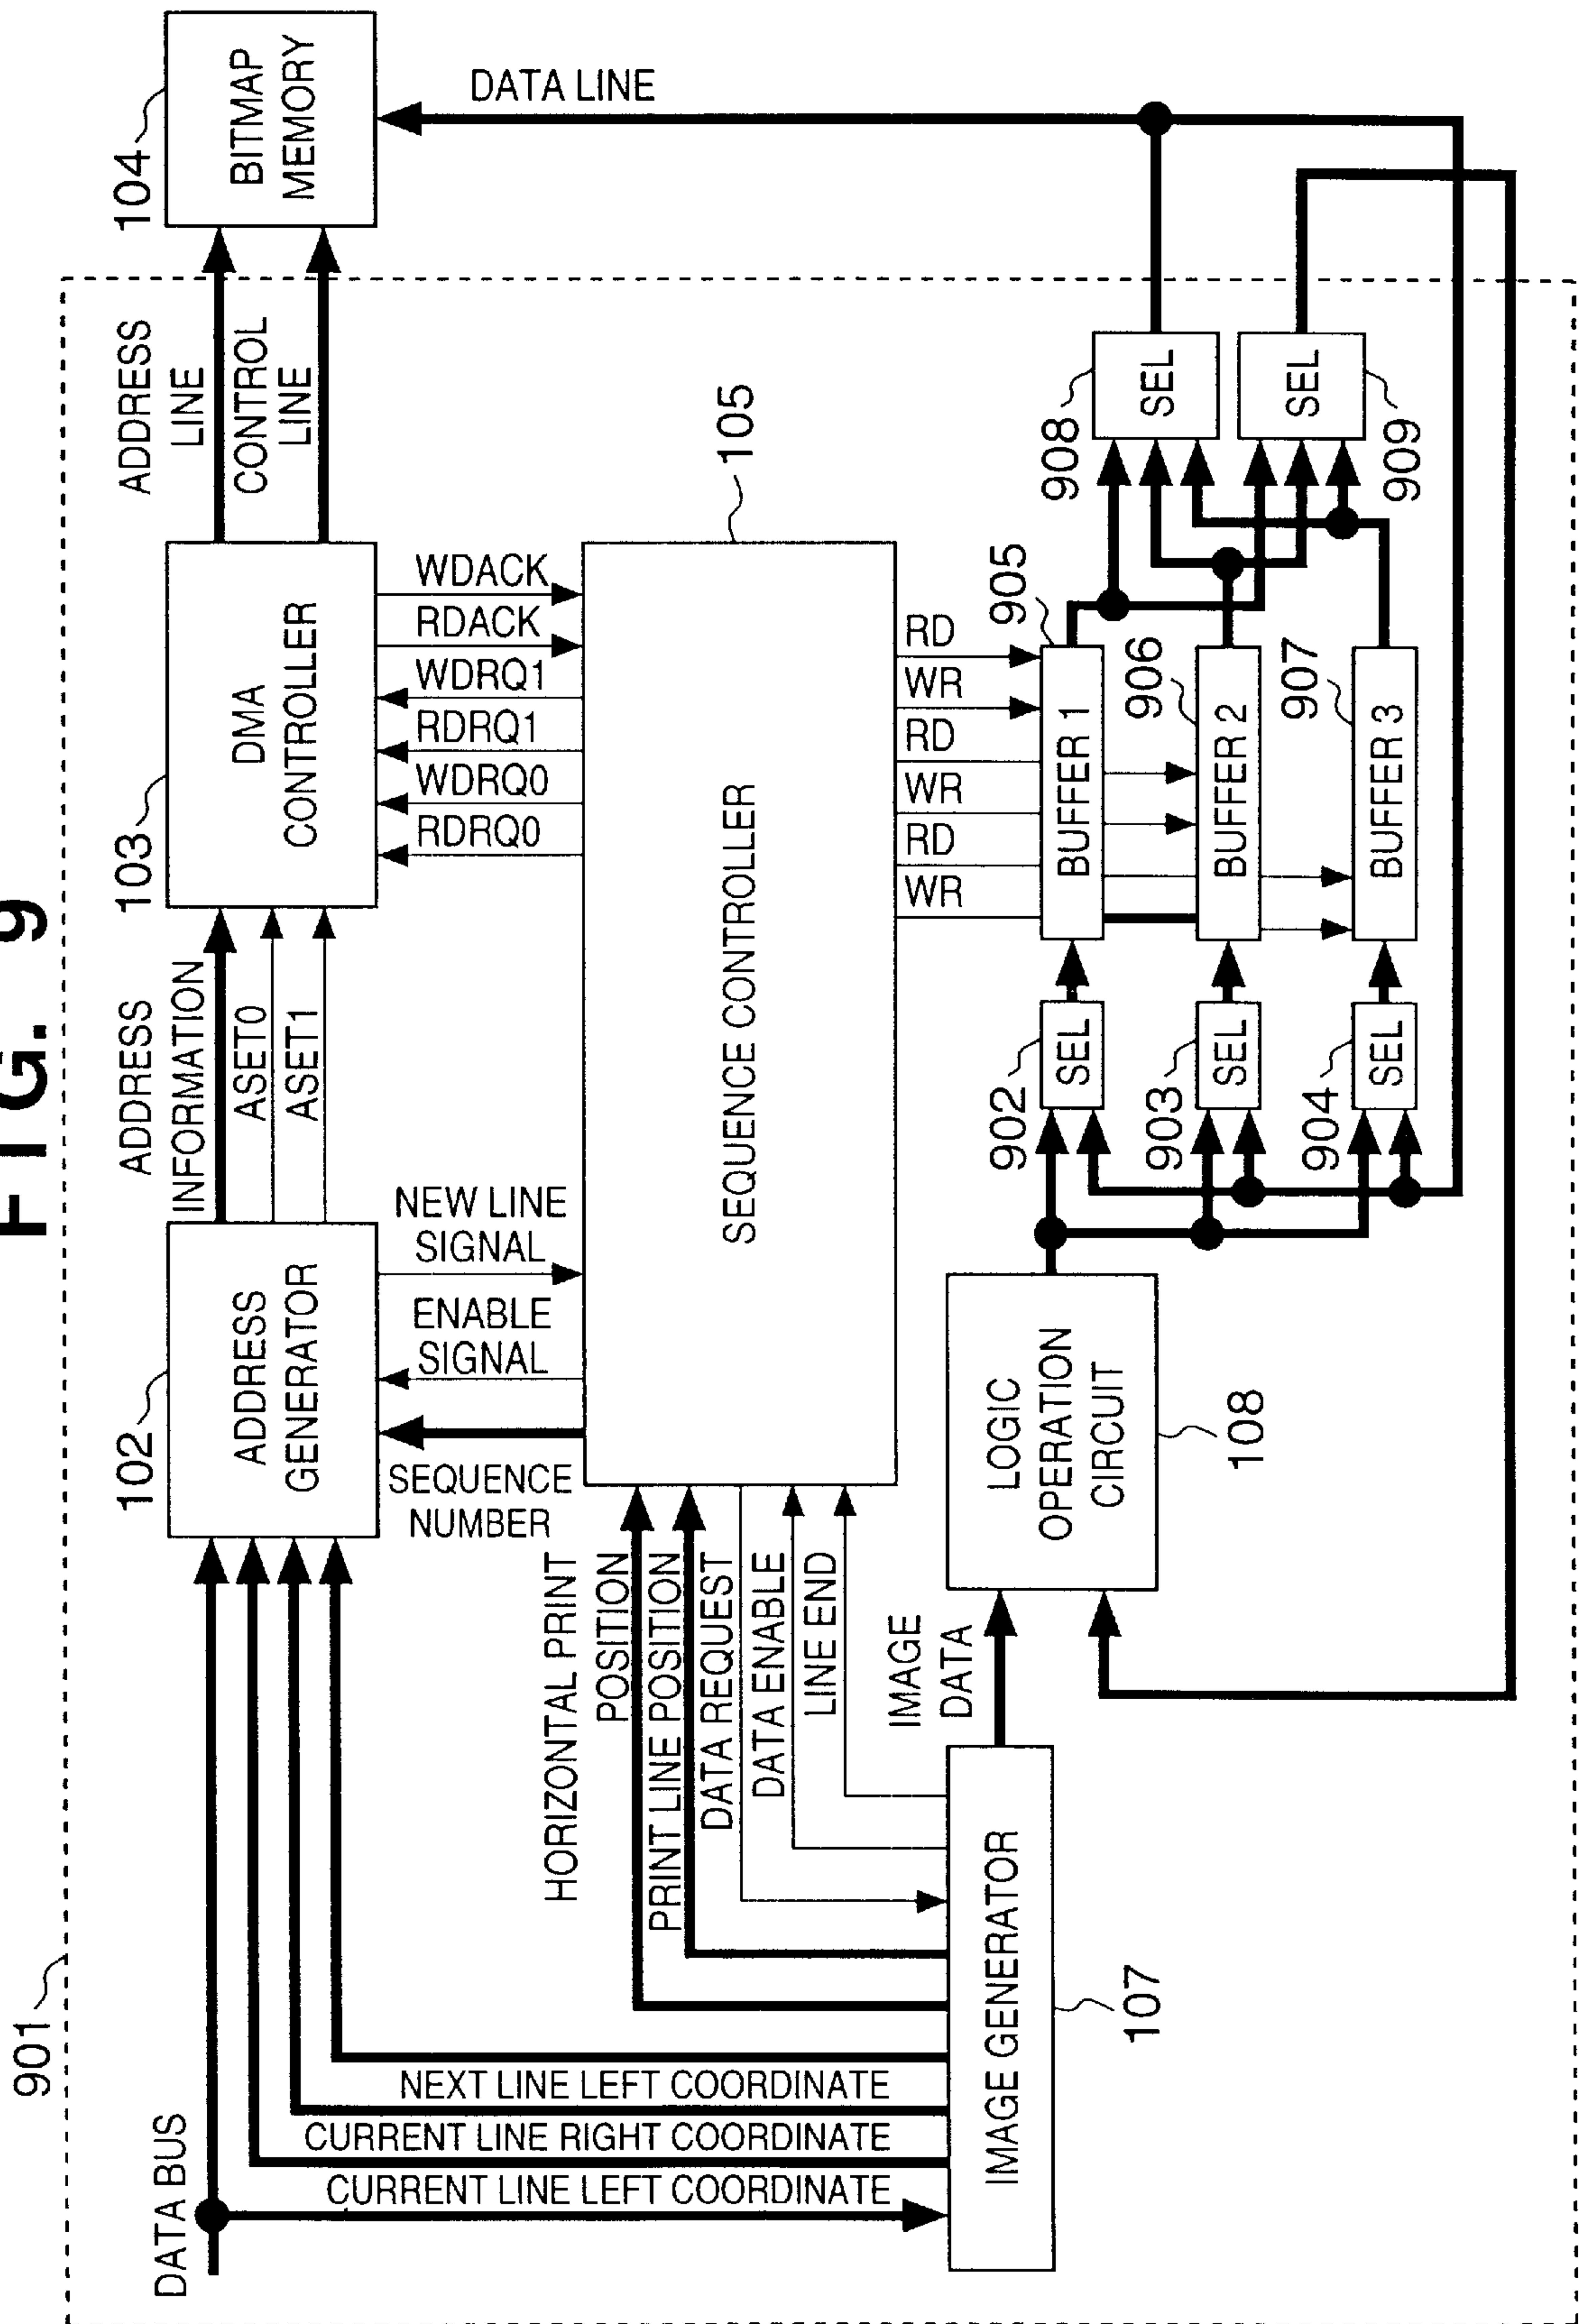 FIG. 9
901
DATA BUS
102
ADDRESS
GENERATOR
ADDRESS
INFORMATION
ASET0
ASET1
103
DMA
CONTROLLER
ADDRESS
LINE
CONTROL
LINE
104
BITMAP
MEMORY
DATA LINE
NEW LINE
SIGNAL
ENABLE
SIGNAL
SEQUENCE
NUMBER
WDACK
RDACK
WDRQ1
RDRQ1
WDRQ0
RDRQ0
105
SEQUENCE CONTROLLER
HORIZONTAL PRINT
POSITION
PRINT LINE POSITION
DATA REQUEST
DATA ENABLE
LINE END
NEXT LINE LEFT COORDINATE
CURRENT LINE RIGHT COORDINATE
CURRENT LINE LEFT COORDINATE
IMAGE GENERATOR
107
IMAGE
DATA
LOGIC
OPERATION
CIRCUIT
108
RD
WR
RD
WR
RD
WR
902
SEL
903
SEL
904
SEL
905
BUFFER 1
906
BUFFER 2
907
BUFFER 3
908
SEL
SEL
909